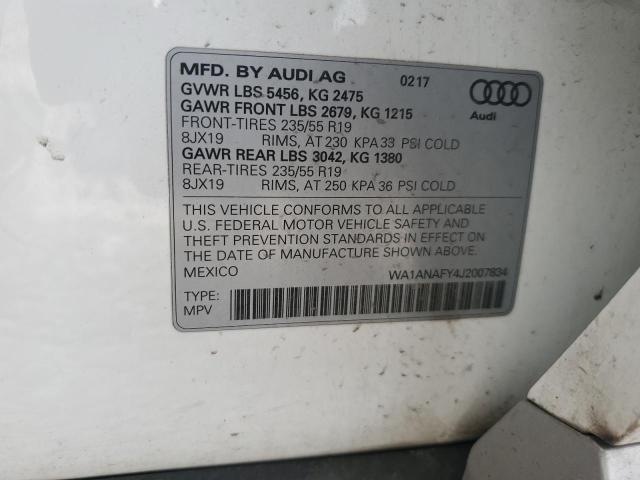 MFD. BY AUDI AG 0217
GVWR LBS 5456, KG 2475
GAWR FRONT LBS 2679, KG 1215
FRONT-TIRES 235/55 R19
8JX19 RIMS, AT 230 KPA 33 PSI COLD
GAWR REAR LBS 3042, KG 1380
REAR-TIRES 235/55 R19
8JX19 RIMS, AT 250 KPA 36 PSI COLD
Audi
THIS VEHICLE CONFORMS TO ALL APPLICABLE
U.S. FEDERAL MOTOR VEHICLE SAFETY AND
THEFT PREVENTION STANDARDS IN EFFECT ON
THE DATE OF MANUFACTURE SHOWN ABOVE.
MEXICO WA1ANAFY4J2007834
TYPE:
MPV